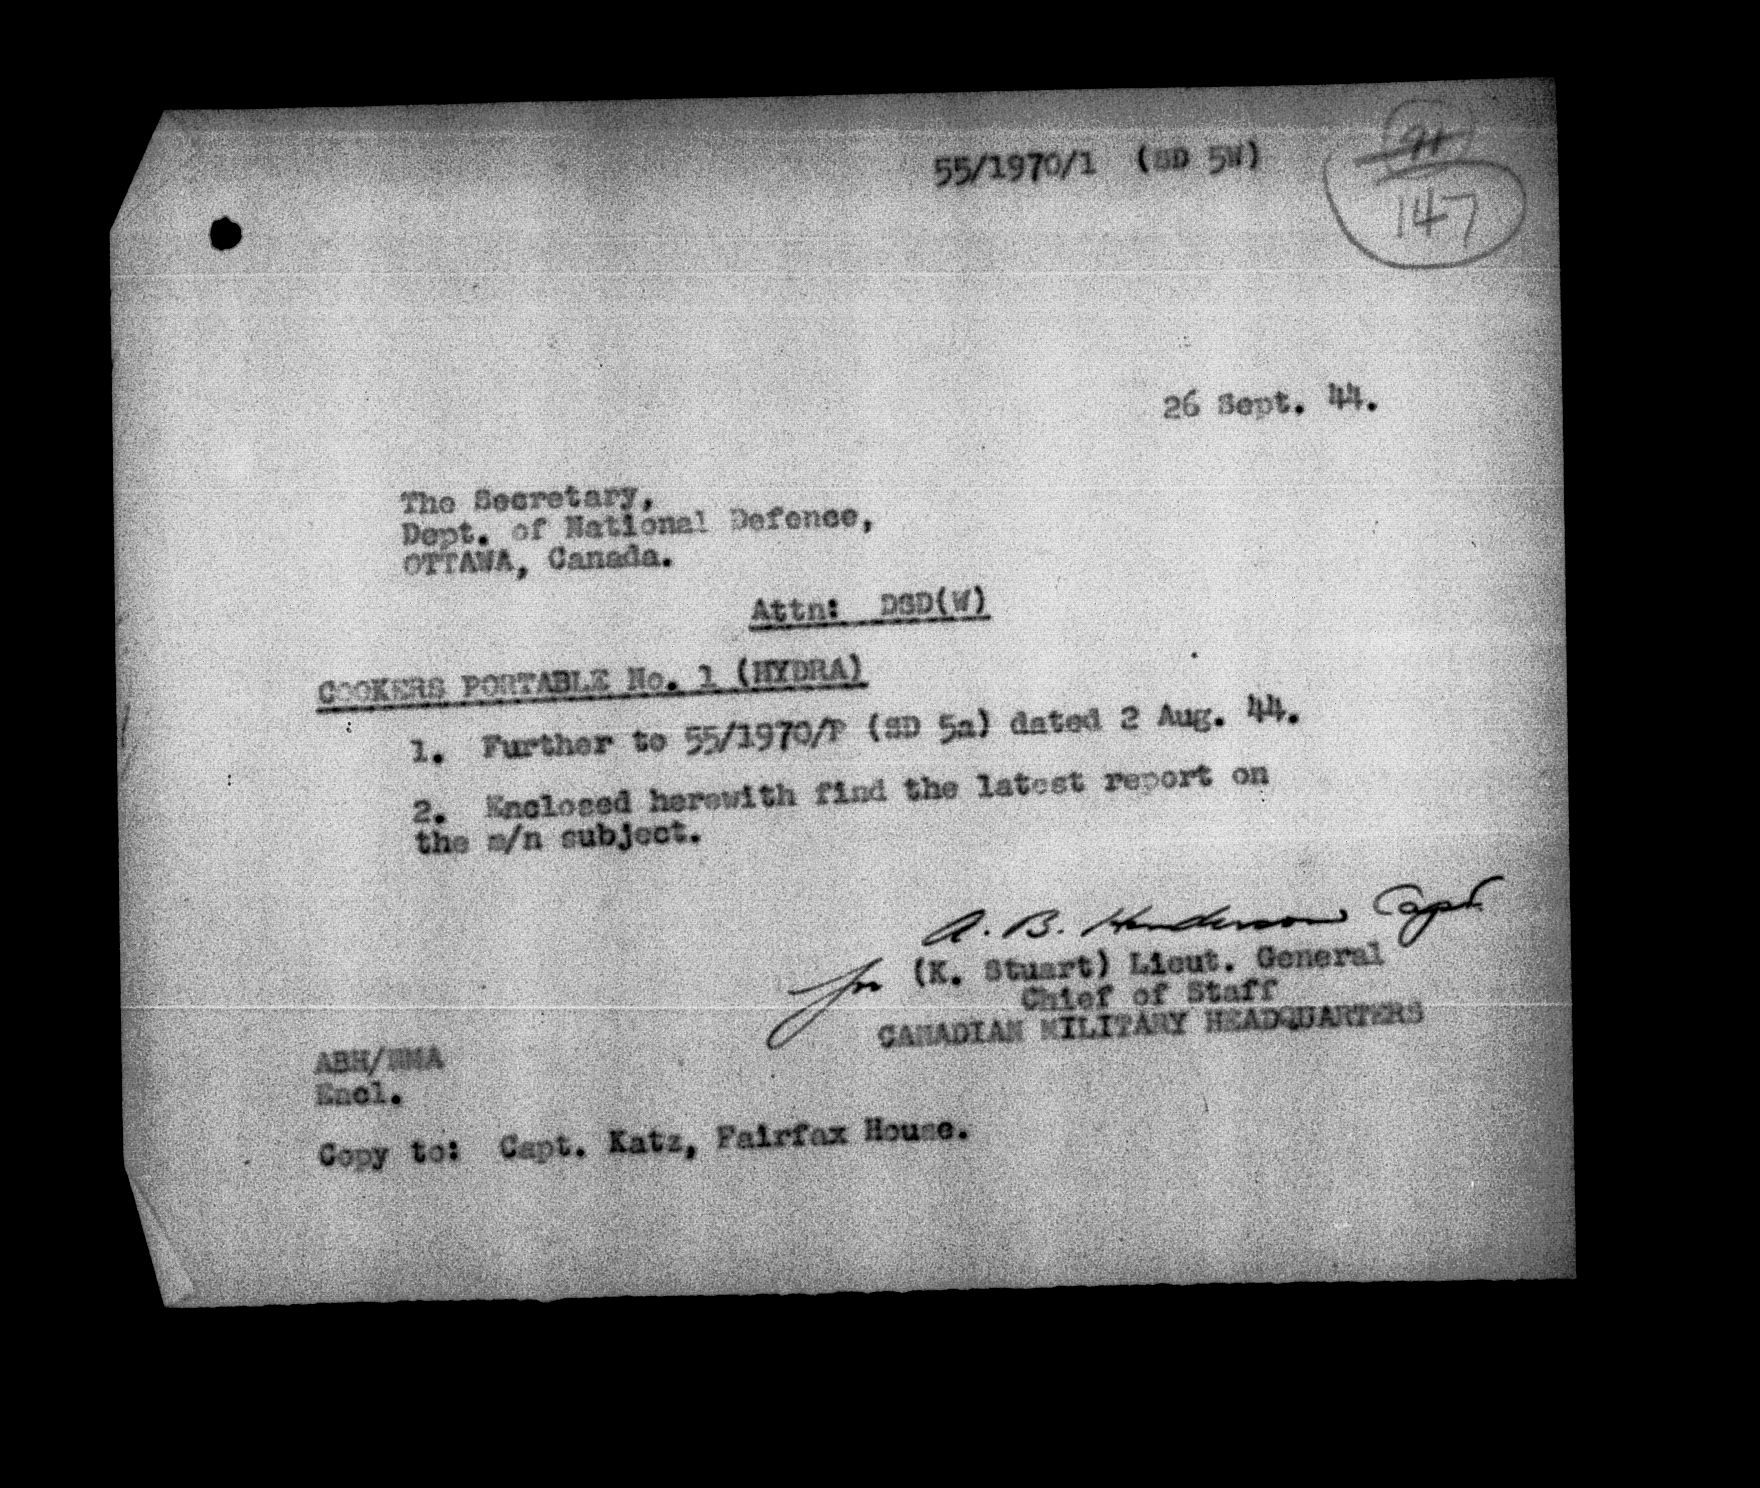 55/1970/1 (SD 5W)
147
26 Sept. 44.
The Secretary,
Dept. of National Defence,
OTTAWA, Canada.
Attn: DSD(W)
COOKERS PORTABLE No. 1 (HYDRA)
1. Further to 55/1970/P (SD 5a) dated 2 Aug. 44.
2. Enclosed herewith find the latest report on
the m/n subject.
A. B. Henderson Capt
for (K. Stuart) Lieut. General
Chief of Staff
CANADIAN MILITARY HEADQUARTERS
ABH/
Encl.
Copy to: Capt. Katz, Fairfax House.